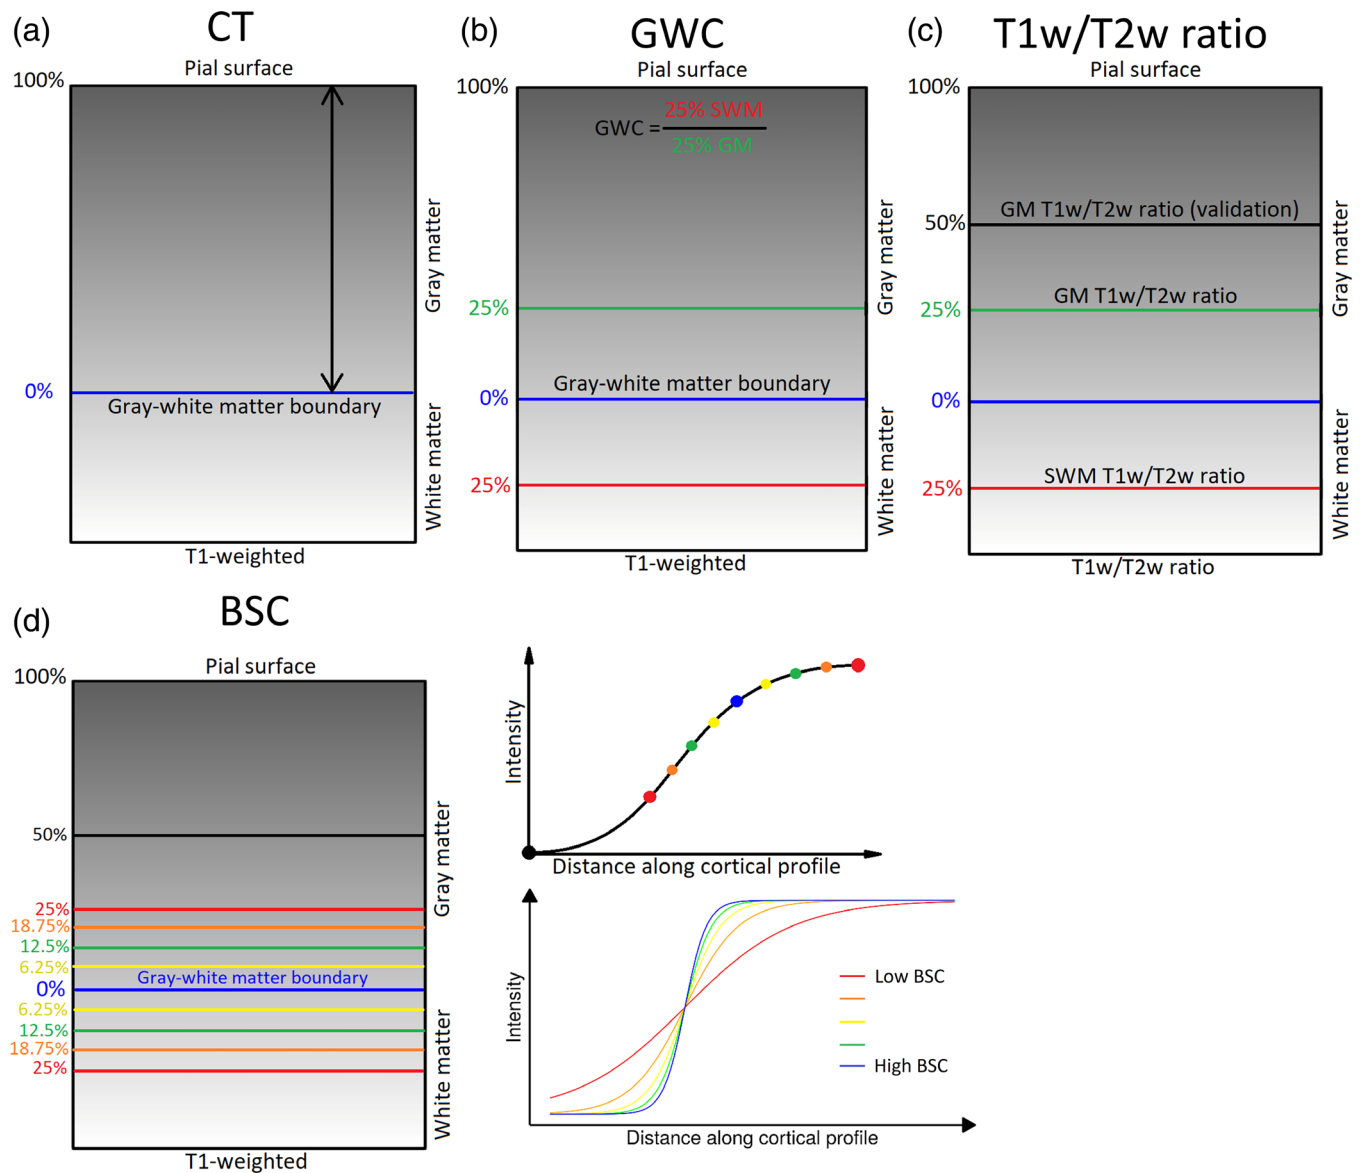 (a) CT
Pial surface
100%
Gray matter
0%
Gray-white matter boundary
White matter
T1-weighted
(b) GWC
Pial surface
100%
GWC = 25% SWM
25% GM
Gray matter
25%
Gray-white matter boundary
0%
25%
White matter
T1-weighted
(c) T1w/T2w ratio
Pial surface
100%
GM T1w/T2w ratio (validation)
50%
Gray matter
GM T1w/T2w ratio
25%
0%
SWM T1w/T2w ratio
25%
White matter
T1w/T2w ratio
(d) BSC
Pial surface
100%
50%
Gray matter
25%
18.75%
12.5%
6.25%
Gray-white matter boundary
0%
6.25%
12.5%
18.75%
25%
White matter
T1-weighted
Intensity
Distance along cortical profile
Intensity
Low BSC
High BSC
Distance along cortical profile